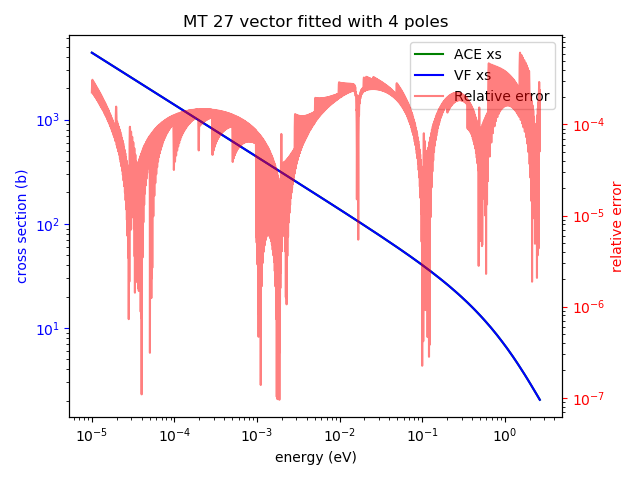 MT 27 vector fitted with 4 poles
ACE xs
VF xs
Relative error
cross section (b)
10³
10²
10¹
10⁻⁴
10⁻⁵
10⁻⁶
10⁻⁷
relative error
10⁻⁵ 10⁻⁴ 10⁻³ 10⁻² 10⁻¹ 10⁰
energy (eV)